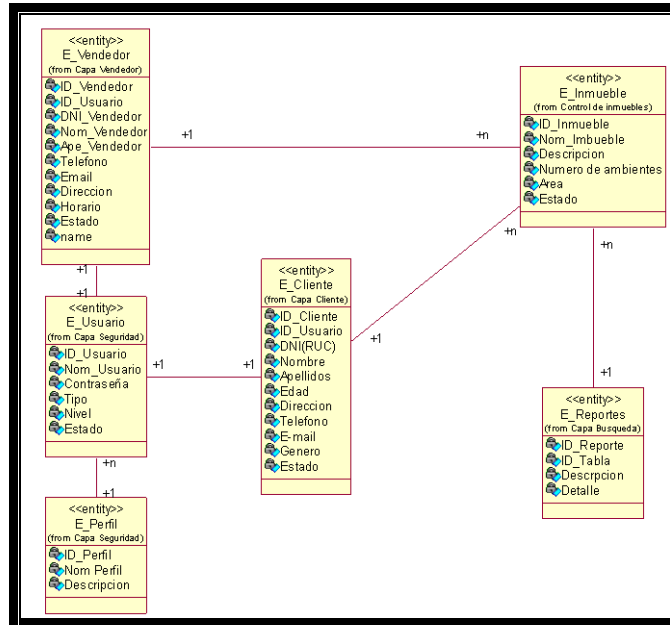 <<entity>>
E_Vendedor
(from Capa Vendedor)
ID_Vendedor
ID_Usuario
DNI_Vendedor
Nom_Vendedor
Ape_Vendedor
Telefono
Email
Direccion
Horario
Estado
name
+1
+n
<<entity>>
E_Inmueble
(from Control de inmuebles)
ID_Inmueble
Nom_Imbueble
Descripcion
Numero de ambientes
Area
Estado
+n
+n
+1
+1
<<entity>>
E_Usuario
(from Capa Seguridad)
ID_Usuario
Nom_Usuario
Contraseña
Tipo
Nivel
Estado
+1
+1
<<entity>>
E_Cliente
(from Capa Cliente)
ID_Cliente
ID_Usuario
DNI(RUC)
Nombre
Apellidos
Edad
Direccion
Telefono
E-mail
Genero
Estado
+1
+1
<<entity>>
E_Reportes
(from Capa Busqueda)
ID_Reporte
ID_Tabla
Descrpcion
Detalle
+n
+1
<<entity>>
E_Perfil
(from Capa Seguridad)
ID_Perfil
Nom Perfil
Descripcion